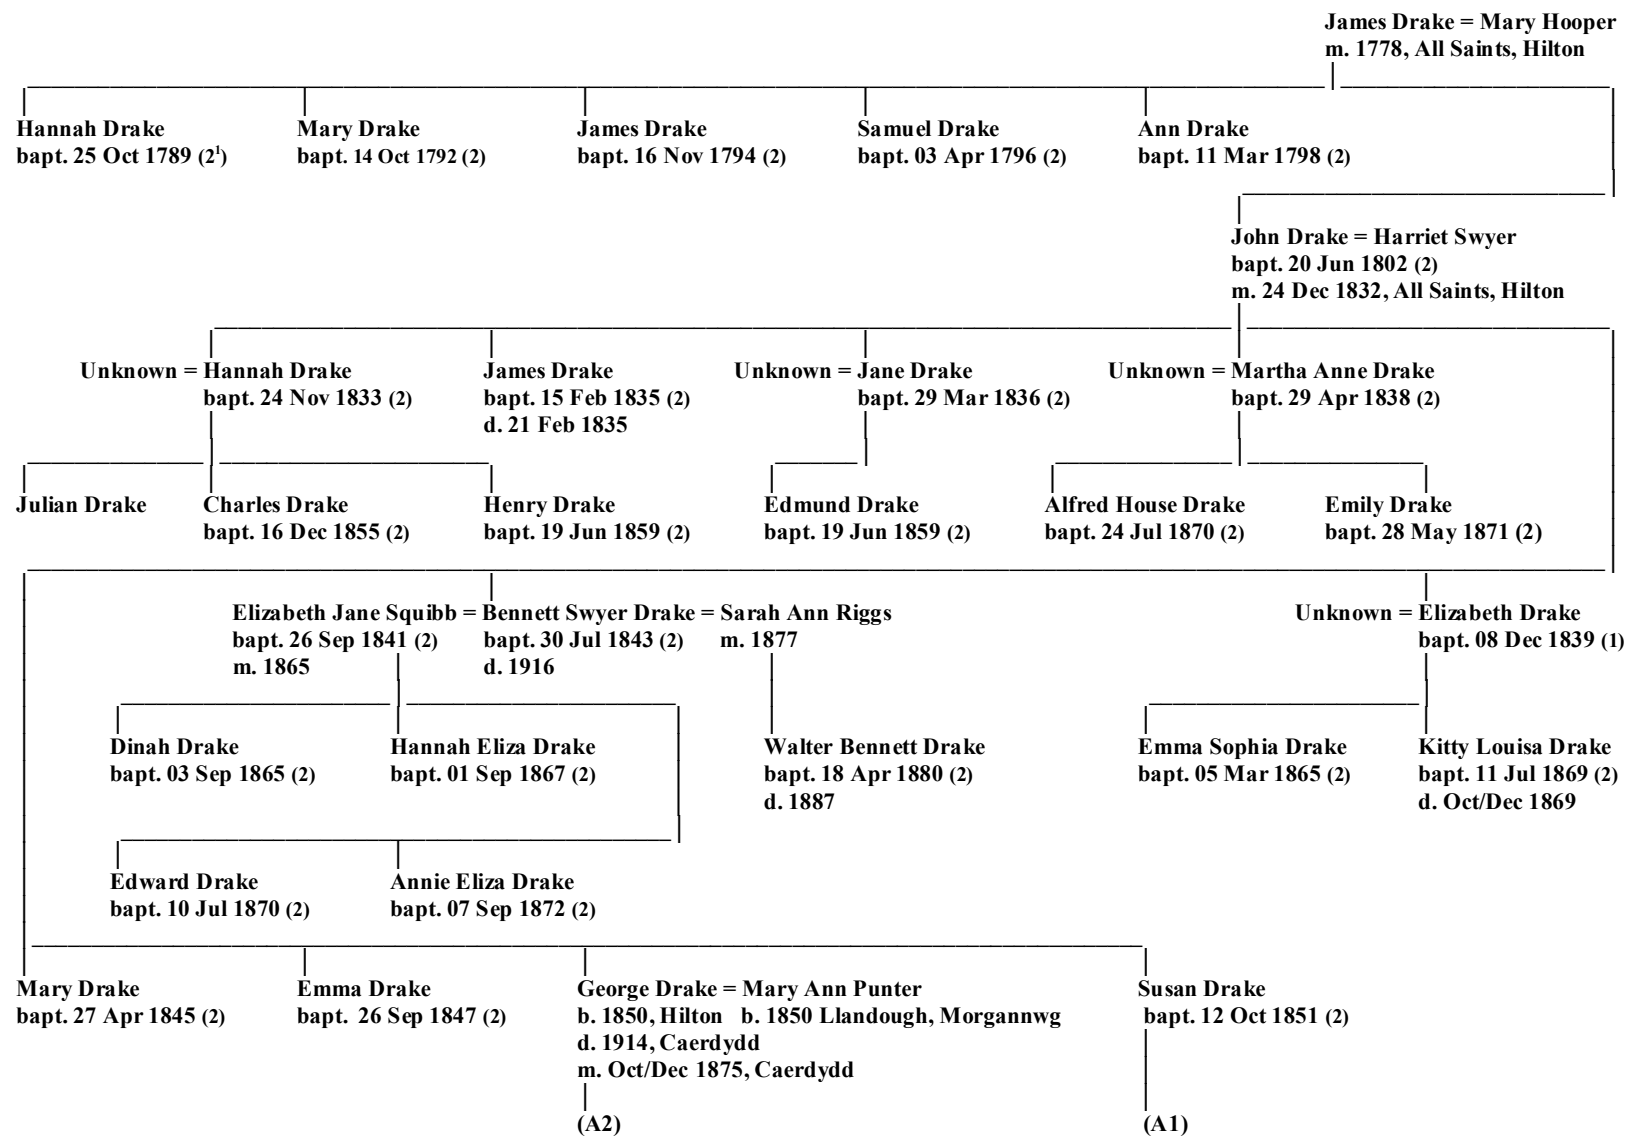 James Drake = Mary Hooper
m. 1778, All Saints, Hilton
Hannah Drake Mary Drake James Drake Samuel Drake Ann Drake
bapt. 25 Oct 1789 (2¹) bapt. 14 Oct 1792 (2) bapt. 16 Nov 1794 (2) bapt. 03 Apr 1796 (2) bapt. 11 Mar 1798 (2)
John Drake = Harriet Swyer
bapt. 20 Jun 1802 (2)
m. 24 Dec 1832, All Saints, Hilton
Unknown = Hannah Drake James Drake Unknown = Jane Drake Unknown = Martha Anne Drake
bapt. 24 Nov 1833 (2) bapt. 15 Feb 1835 (2) bapt. 29 Mar 1836 (2) bapt. 29 Apr 1838 (2)
d. 21 Feb 1835
Julian Drake Charles Drake Henry Drake Edmund Drake Alfred House Drake Emily Drake
bapt. 16 Dec 1855 (2) bapt. 19 Jun 1859 (2) bapt. 19 Jun 1859 (2) bapt. 24 Jul 1870 (2) bapt. 28 May 1871 (2)
Elizabeth Jane Squibb = Bennett Swyer Drake = Sarah Ann Riggs Unknown = Elizabeth Drake
bapt. 26 Sep 1841 (2) bapt. 30 Jul 1843 (2) m. 1877 bapt. 08 Dec 1839 (1)
m. 1865 d. 1916
Dinah Drake Hannah Eliza Drake Walter Bennett Drake Emma Sophia Drake Kitty Louisa Drake
bapt. 03 Sep 1865 (2) bapt. 01 Sep 1867 (2) bapt. 18 Apr 1880 (2) bapt. 05 Mar 1865 (2) bapt. 11 Jul 1869 (2)
d. 1887 d. Oct/Dec 1869
Edward Drake Annie Eliza Drake
bapt. 10 Jul 1870 (2) bapt. 07 Sep 1872 (2)
Mary Drake Emma Drake George Drake = Mary Ann Punter Susan Drake
bapt. 27 Apr 1845 (2) bapt. 26 Sep 1847 (2) b. 1850, Hilton b. 1850 Llandough, Morgannwg bapt. 12 Oct 1851 (2)
d. 1914, Caerdydd
m. Oct/Dec 1875, Caerdydd
(A2) (A1)